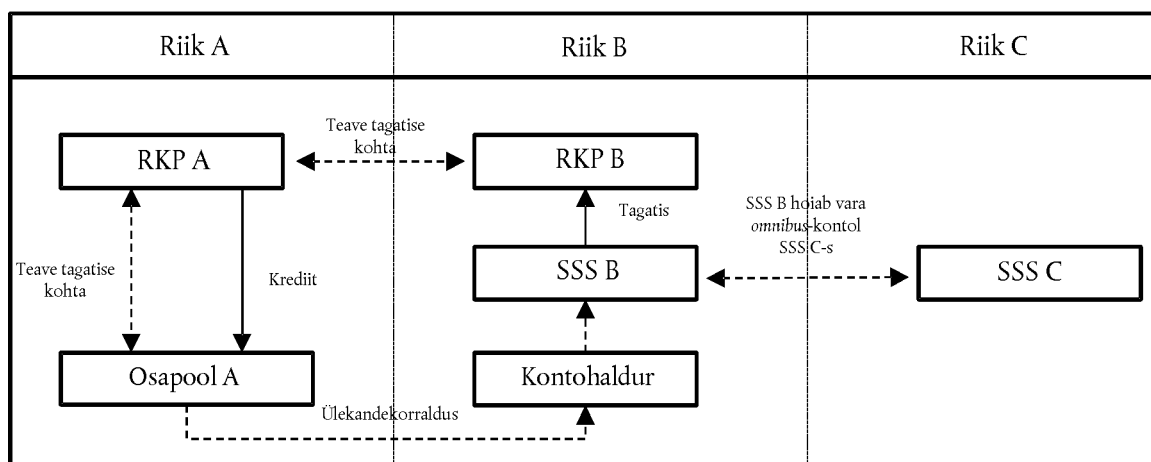 Riik A
Riik B
Riik C
Teave tagatise
kohta
RKP A
RKP B
Tagatis
SSS B hoiab vara
omnibus-kontol
SSS C-s
Teave tagatise
kohta
Krediit
SSS B
SSS C
Osapool A
Kontohaldur
Ülekandekorraldus